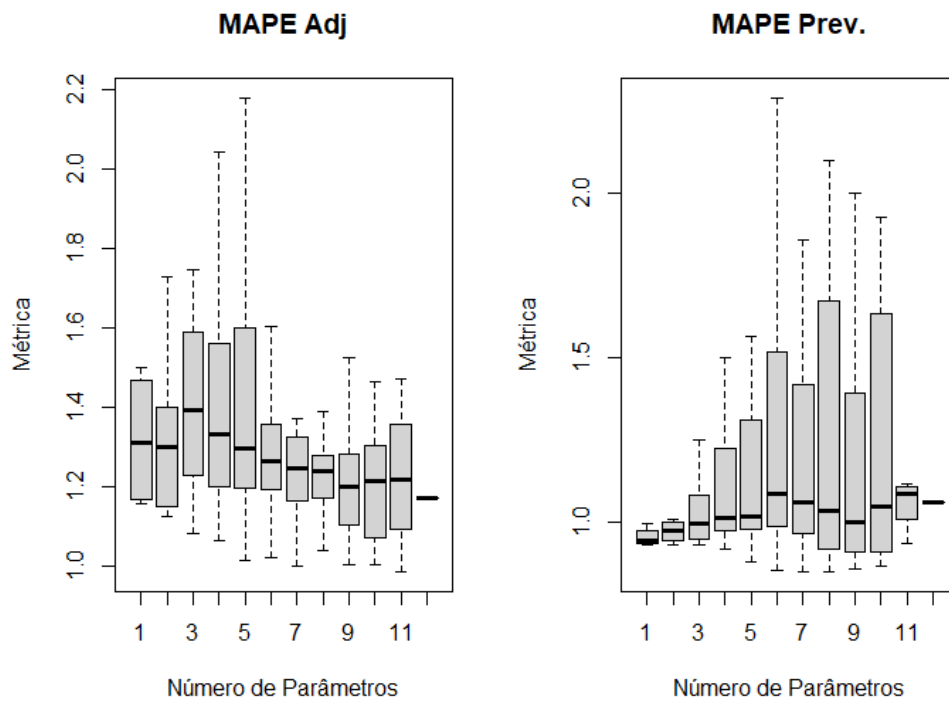 MAPE Adj
Métrica
2.2
2.0
1.8
1.6
1.4
1.2
1.0
1 3 5 7 9 11
Número de Parâmetros
MAPE Prev.
Métrica
2.0
1.5
1.0
1 3 5 7 9 11
Número de Parâmetros